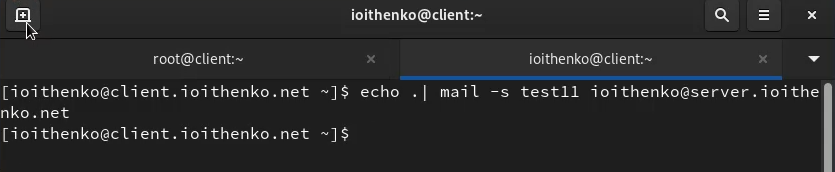 ioithenko@client:~
root@client:~
ioithenko@client:~
[ioithenko@client.ioithenko.net ~]$ echo .| mail -s test11 ioithenko@server.ioithe
nko.net
[ioithenko@client.ioithenko.net ~]$